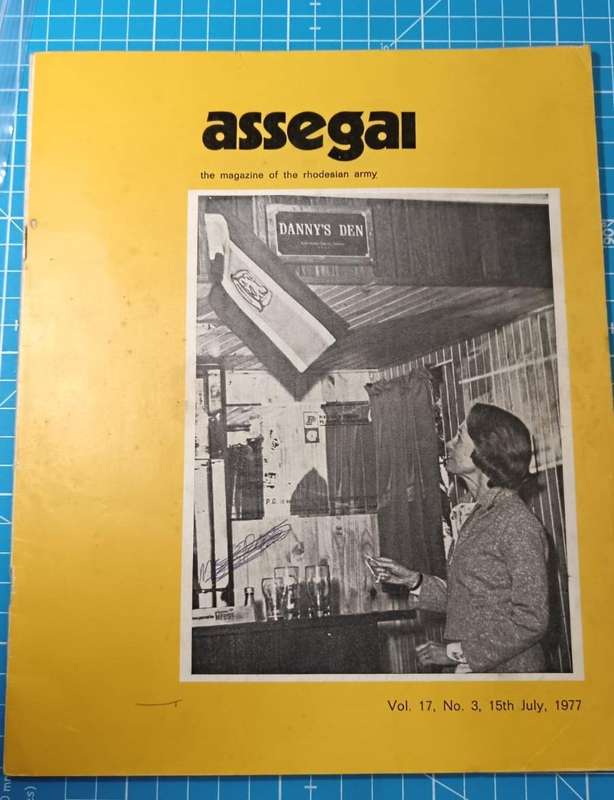 assegai
the magazine of the rhodesian army
DANNY'S DEN
P.G.
Vol. 17, No. 3, 15th July, 1977